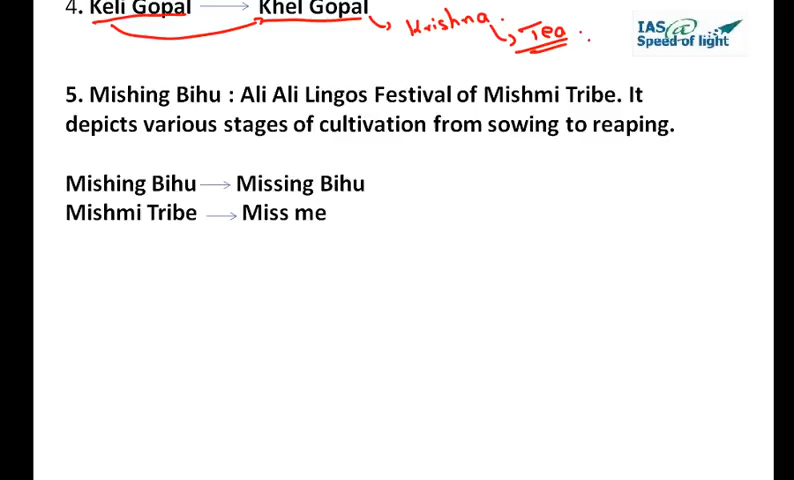 4. Keli Gopal → Khel Gopal Krishna Tea
IAS@
Speed of light
5. Mishing Bihu : Ali Ali Lingos Festival of Mishmi Tribe. It
depicts various stages of cultivation from sowing to reaping.
Mishing Bihu → Missing Bihu
Mishmi Tribe → Miss me